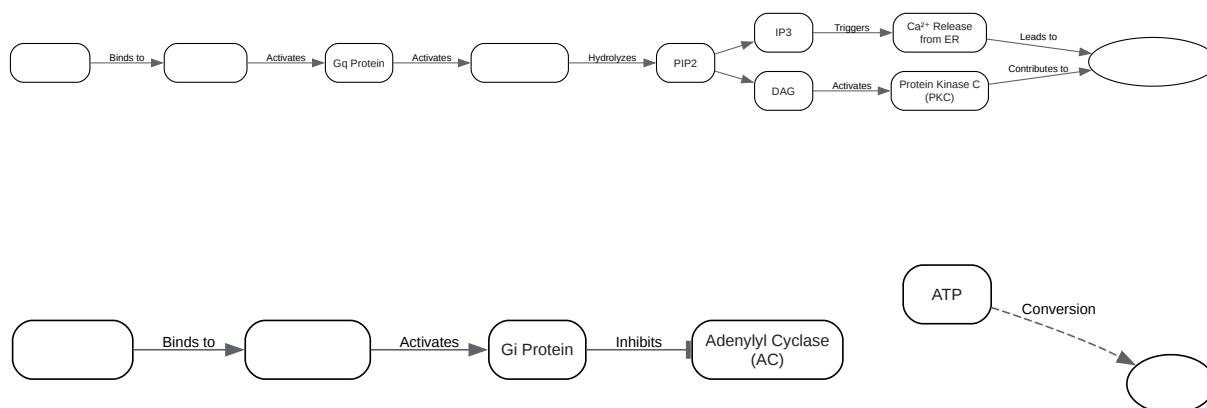 Binds to
Activates
Gq Protein
Activates
Hydrolyzes
PIP2
IP3
Triggers
Ca²⁺ Release
from ER
Leads to
DAG
Activates
Protein Kinase C
(PKC)
Contributes to
Binds to
Activates
Gi Protein
Inhibits
Adenylyl Cyclase
(AC)
ATP
Conversion